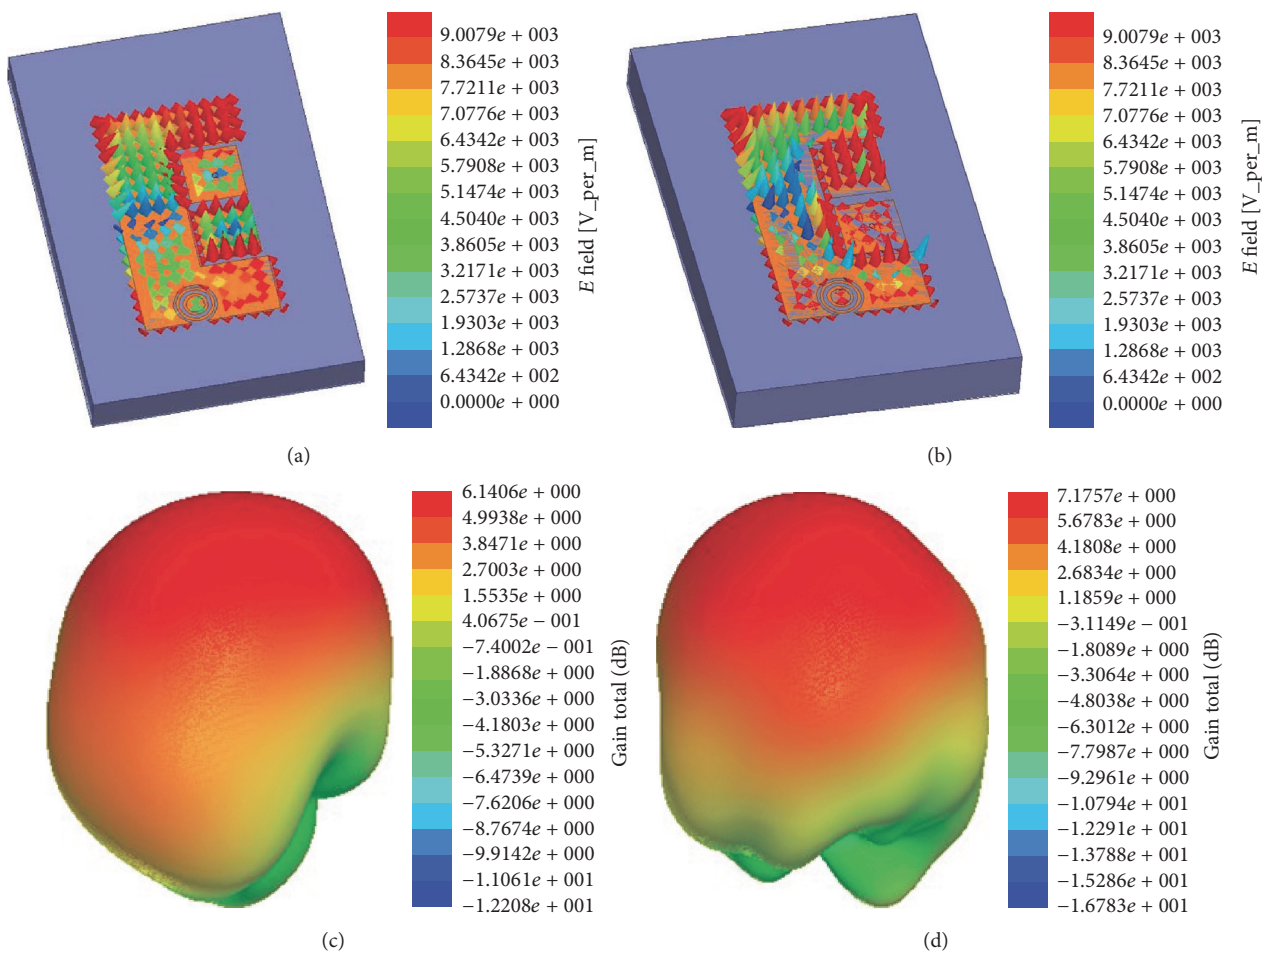 9.0079e + 003
8.3645e + 003
7.7211e + 003
7.0776e + 003
6.4342e + 003
5.7908e + 003
5.1474e + 003
4.5040e + 003
3.8605e + 003
3.2171e + 003
2.5737e + 003
1.9303e + 003
1.2868e + 003
6.4342e + 002
0.0000e + 000
E field [V_per_m]
(a)
9.0079e + 003
8.3645e + 003
7.7211e + 003
7.0776e + 003
6.4342e + 003
5.7908e + 003
5.1474e + 003
4.5040e + 003
3.8605e + 003
3.2171e + 003
2.5737e + 003
1.9303e + 003
1.2868e + 003
6.4342e + 002
0.0000e + 000
E field [V_per_m]
(b)
6.1406e + 000
4.9938e + 000
3.8471e + 000
2.7003e + 000
1.5535e + 000
4.0675e − 001
−7.4002e − 001
−1.8868e + 000
−3.0336e + 000
−4.1803e + 000
−5.3271e + 000
−6.4739e + 000
−7.6206e + 000
−8.7674e + 000
−9.9142e + 000
−1.1061e + 001
−1.2208e + 001
Gain total (dB)
(c)
7.1757e + 000
5.6783e + 000
4.1808e + 000
2.6834e + 000
1.1859e + 000
−3.1149e − 001
−1.8089e + 000
−3.3064e + 000
−4.8038e + 000
−6.3012e + 000
−7.7987e + 000
−9.2961e + 000
−1.0794e + 001
−1.2291e + 001
−1.3788e + 001
−1.5286e + 001
−1.6783e + 001
Gain total (dB)
(d)